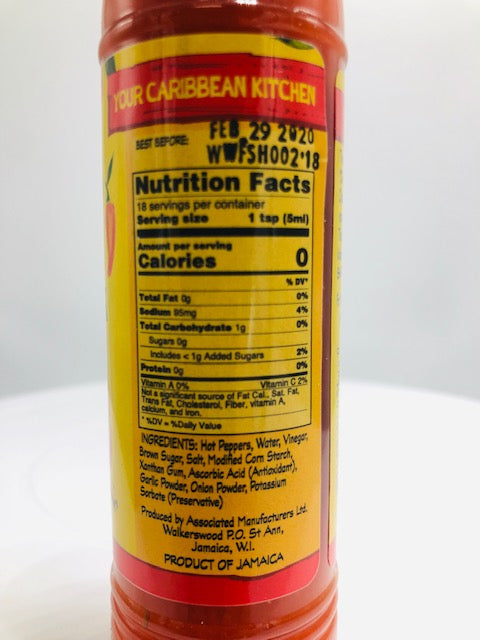 YOUR CARIBBEAN KITCHEN
BEST BEFORE: FEB 29 2020
WWFSH002*18
Nutrition Facts
18 servings per container
Serving size 1 tsp (5ml)
Amount per serving
Calories 0
% DV*
Total Fat 0g 0%
Sodium 95mg 4%
Total Carbohydrate 1g 0%
Sugars 0g
Includes < 1g Added Sugars 2%
Protein 0g 0%
Vitamin A 0% Vitamin C 2%
Not a significant source of Fat Cal., Sat. Fat,
Trans Fat, Cholesterol, Fiber, vitamin A,
calcium, and iron.
* %DV = %Daily Value
INGREDIENTS: Hot Peppers, Water, Vinegar,
Brown Sugar, Salt, Modified Corn Starch,
Xanthan Gum, Ascorbic Acid (Antioxidant),
Garlic Powder, Onion Powder, Potassium
Sorbate (Preservative)
Produced by Associated Manufacturers Ltd.
Walkerswood P.O. St Ann,
Jamaica, W.I.
PRODUCT OF JAMAICA